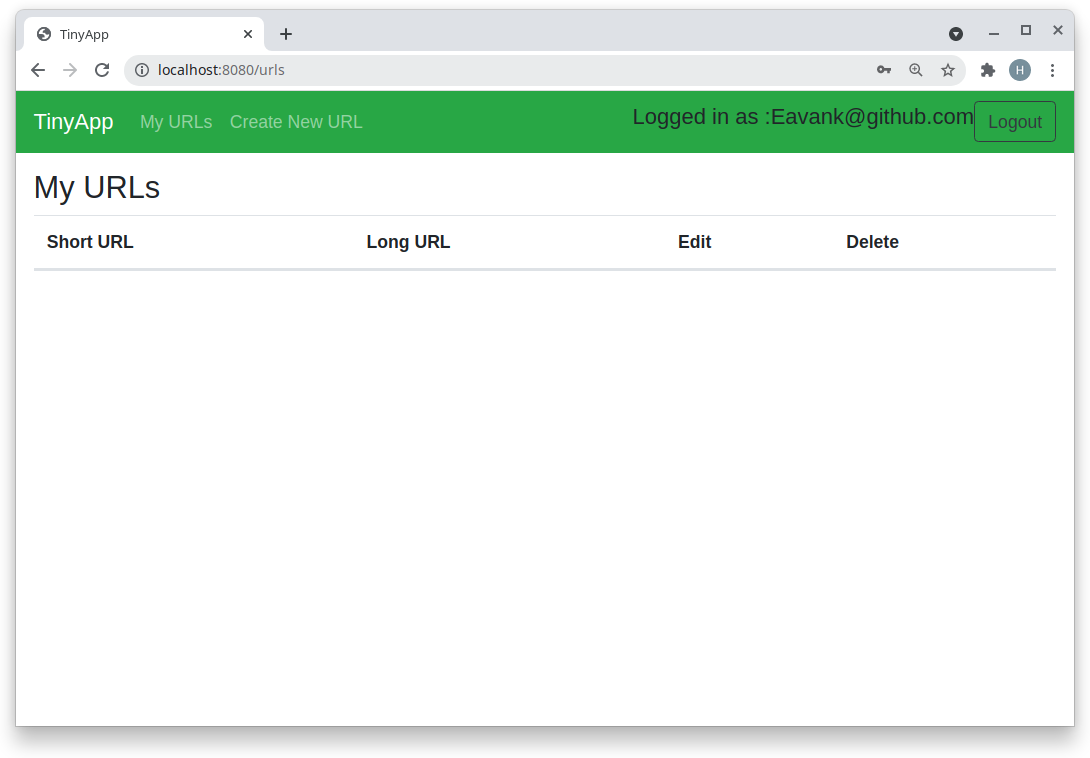 TinyApp
localhost:8080/urls
H
TinyApp My URLs Create New URL Logged in as :Eavank@github.com Logout
My URLs
Short URL Long URL Edit Delete